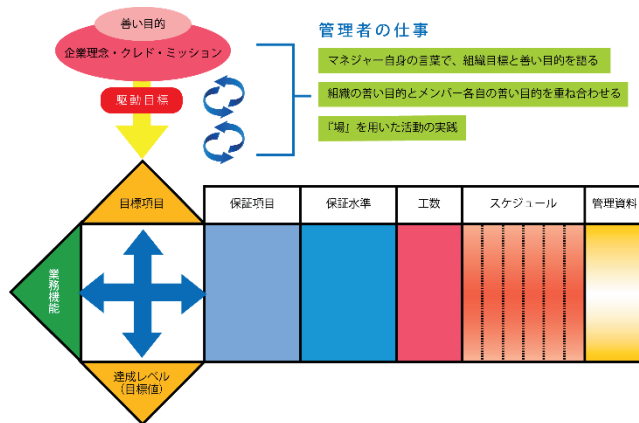 善い目的
企業理念・クレド・ミッション
駆動目標
管理者の仕事
マネジャー自身の言葉で、組織目標と善い目的を語る
組織の善い目的とメンバー各自の善い目的を重ね合わせる
『場』を用いた活動の実践
目標項目
保証項目
保証水準
工数
スケジュール
管理資料
業務機能
達成レベル
(目標値)